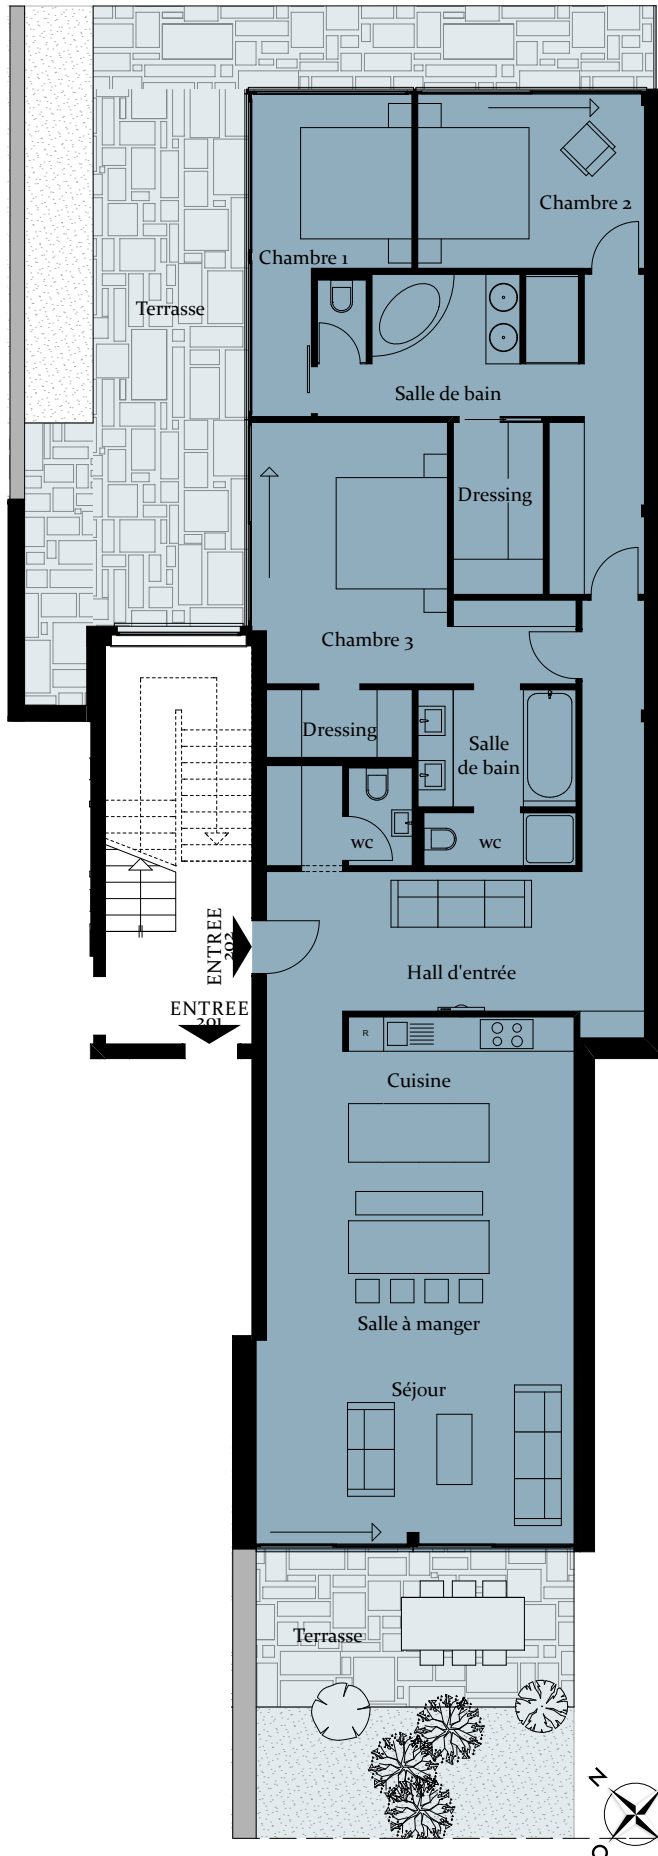 Chambre 2
Chambre 1
Terrasse
Salle de bain
Dressing
Chambre 3
Dressing
Salle
de bain
wc
wc
ENTREE
202
Hall d'entrée
ENTREE
201
R
Cuisine
Salle à manger
Séjour
Terrasse
N
O